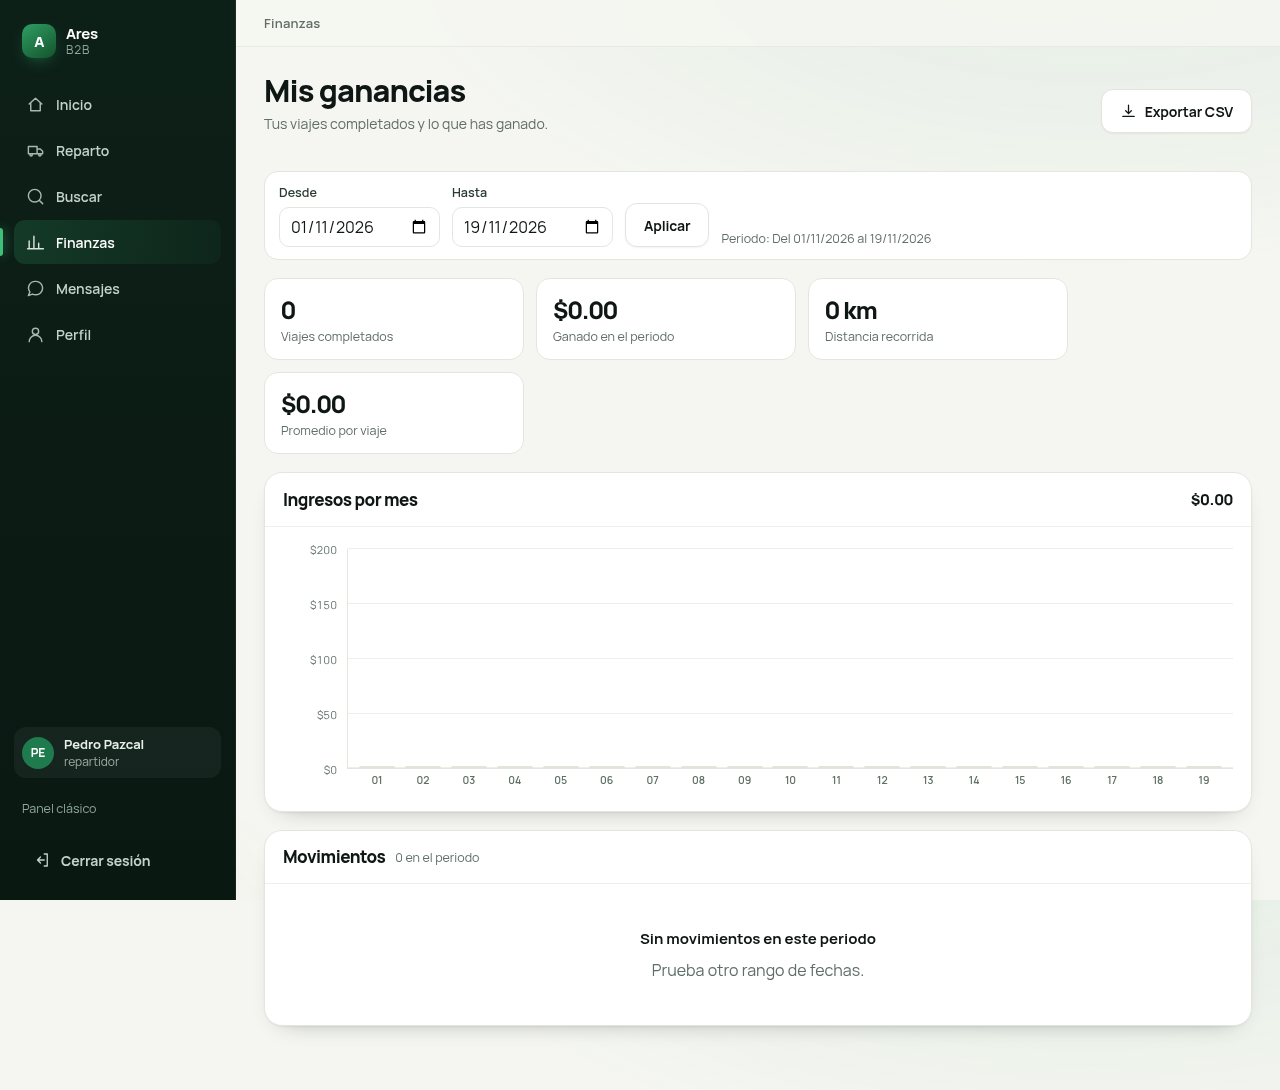 A
Ares
B2B
Inicio
Reparto
Buscar
Finanzas
Mensajes
Perfil
PE
Pedro Pazcal
repartidor
Panel clásico
Cerrar sesión
Finanzas
Mis ganancias
Tus viajes completados y lo que has ganado.
Exportar CSV
Desde
Hasta
01/11/2026
19/11/2026
Aplicar
Periodo: Del 01/11/2026 al 19/11/2026
0
Viajes completados
$0.00
Ganado en el periodo
0 km
Distancia recorrida
$0.00
Promedio por viaje
Ingresos por mes
$0.00
$200
$150
$100
$50
$0
01 02 03 04 05 06 07 08 09 10 11 12 13 14 15 16 17 18 19
Movimientos 0 en el periodo
Sin movimientos en este periodo
Prueba otro rango de fechas.